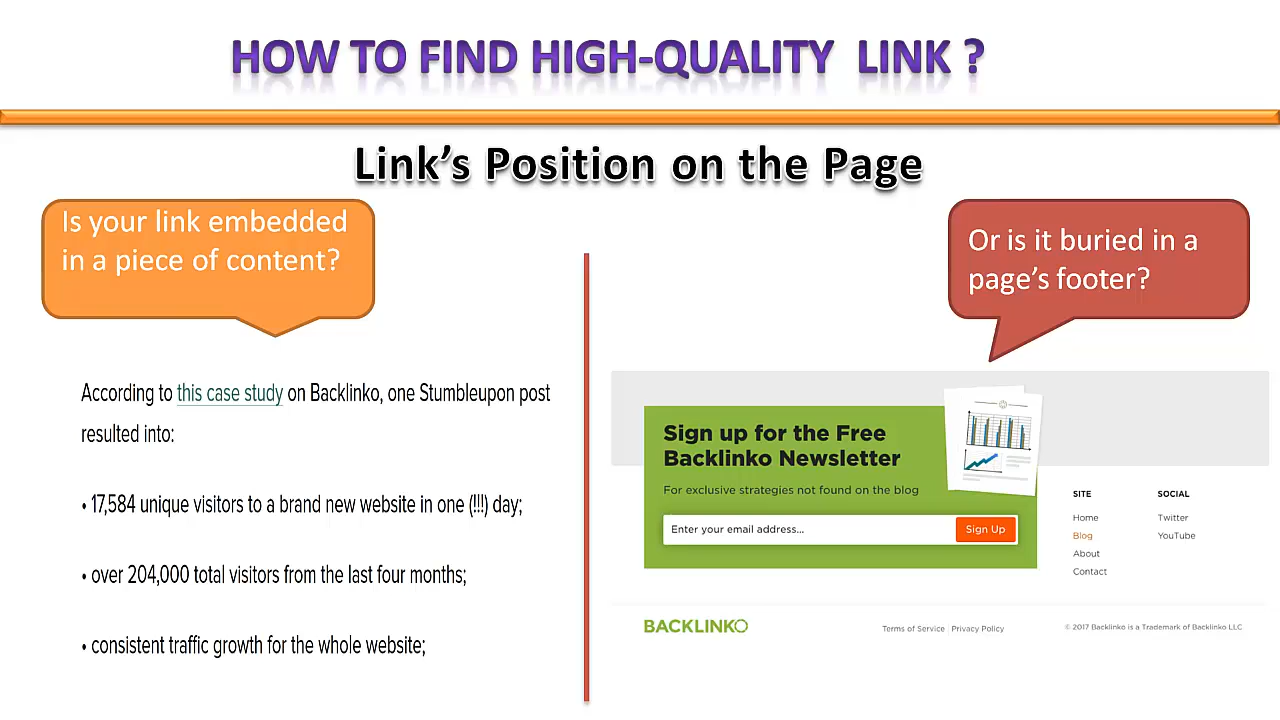 HOW TO FIND HIGH-QUALITY LINK ?
Link's Position on the Page
Is your link embedded
in a piece of content?
Or is it buried in a
page's footer?
According to this case study on Backlinko, one Stumbleupon post
resulted into:
• 17,584 unique visitors to a brand new website in one (!!!) day;
• over 204,000 total visitors from the last four months;
• consistent traffic growth for the whole website;
Sign up for the Free
Backlinko Newsletter
For exclusive strategies not found on the blog
Enter your email address...
Sign Up
SITE
Home
Blog
About
Contact
SOCIAL
Twitter
YouTube
BACKLINKO
Terms of Service | Privacy Policy
© 2017 Backlinko is a Trademark of Backlinko LLC